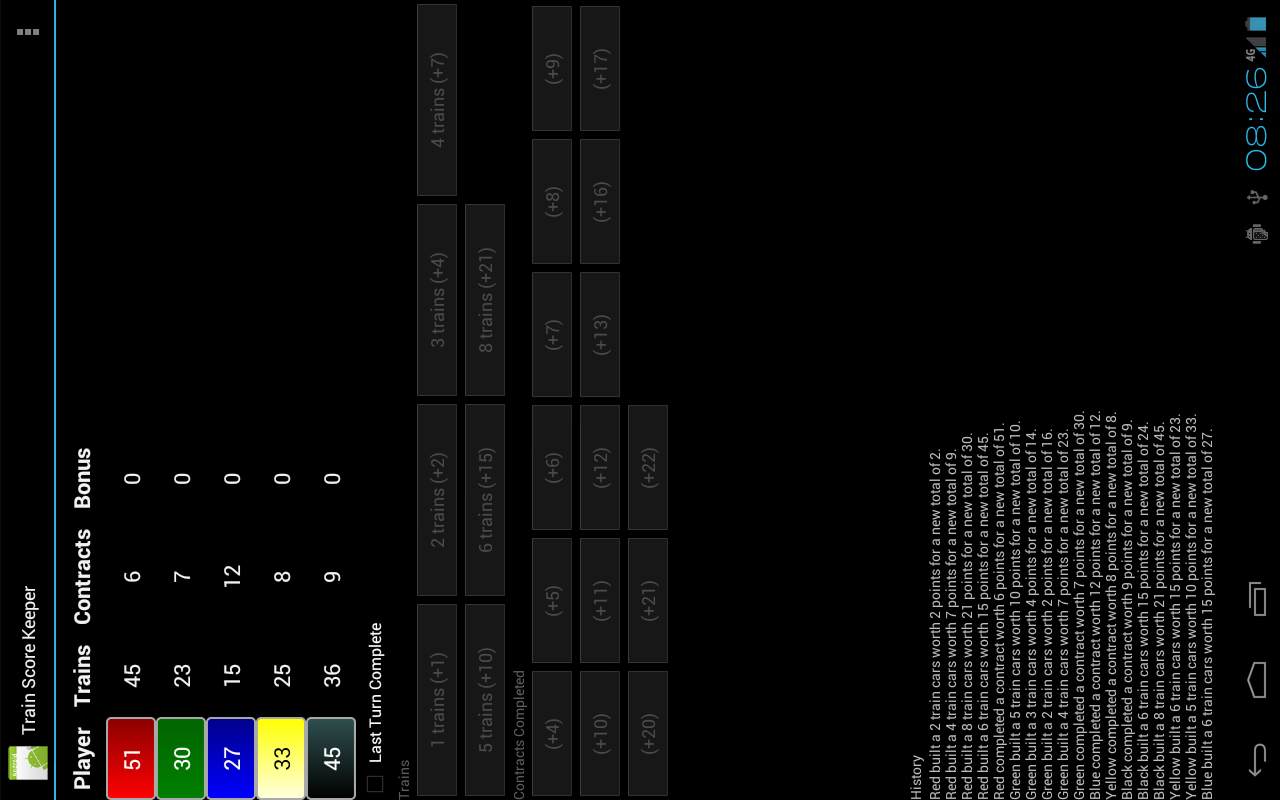 Train Score Keeper
Player Trains Contracts Bonus
51 45 6 0
30 23 7 0
27 15 12 0
33 25 8 0
45 36 9 0
Last Turn Complete
Trains
1 trains (+1) 2 trains (+2) 3 trains (+4) 4 trains (+7)
5 trains (+10) 6 trains (+15) 8 trains (+21)
Contracts Completed
(+4) (+5) (+6) (+7) (+8) (+9)
(+10) (+11) (+12) (+13) (+16) (+17)
(+20) (+21) (+22)
History
Red built a 2 train cars worth 2 points for a new total of 2.
Red built a 4 train cars worth 7 points for a new total of 9.
Red built a 8 train cars worth 21 points for a new total of 30.
Red built a 6 train cars worth 15 points for a new total of 45.
Red completed a contract worth 6 points for a new total of 51.
Green built a 5 train cars worth 10 points for a new total of 10.
Green built a 3 train cars worth 4 points for a new total of 14.
Green built a 2 train cars worth 2 points for a new total of 16.
Green built a 4 train cars worth 7 points for a new total of 23.
Green completed a contract worth 7 points for a new total of 30.
Blue completed a contract worth 12 points for a new total of 12.
Yellow completed a contract worth 8 points for a new total of 8.
Black completed a contract worth 9 points for a new total of 9.
Black built a 6 train cars worth 15 points for a new total of 24.
Black built a 8 train cars worth 21 points for a new total of 45.
Yellow built a 6 train cars worth 15 points for a new total of 23.
Yellow built a 5 train cars worth 10 points for a new total of 33.
Blue built a 6 train cars worth 15 points for a new total of 27.
08:26 4G